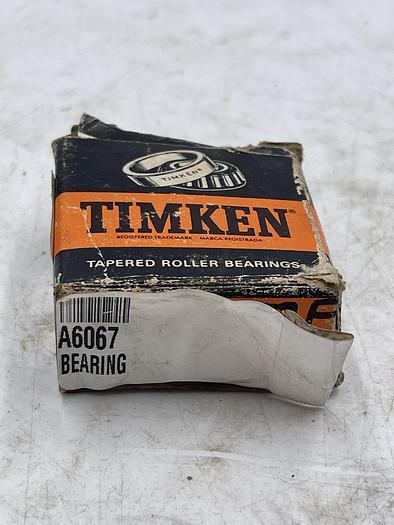 TIMKEN®
TIMKEN®
REGISTERED TRADEMARK MARCA REGISTRADA
TAPERED ROLLER BEARINGS
A6067
BEARING